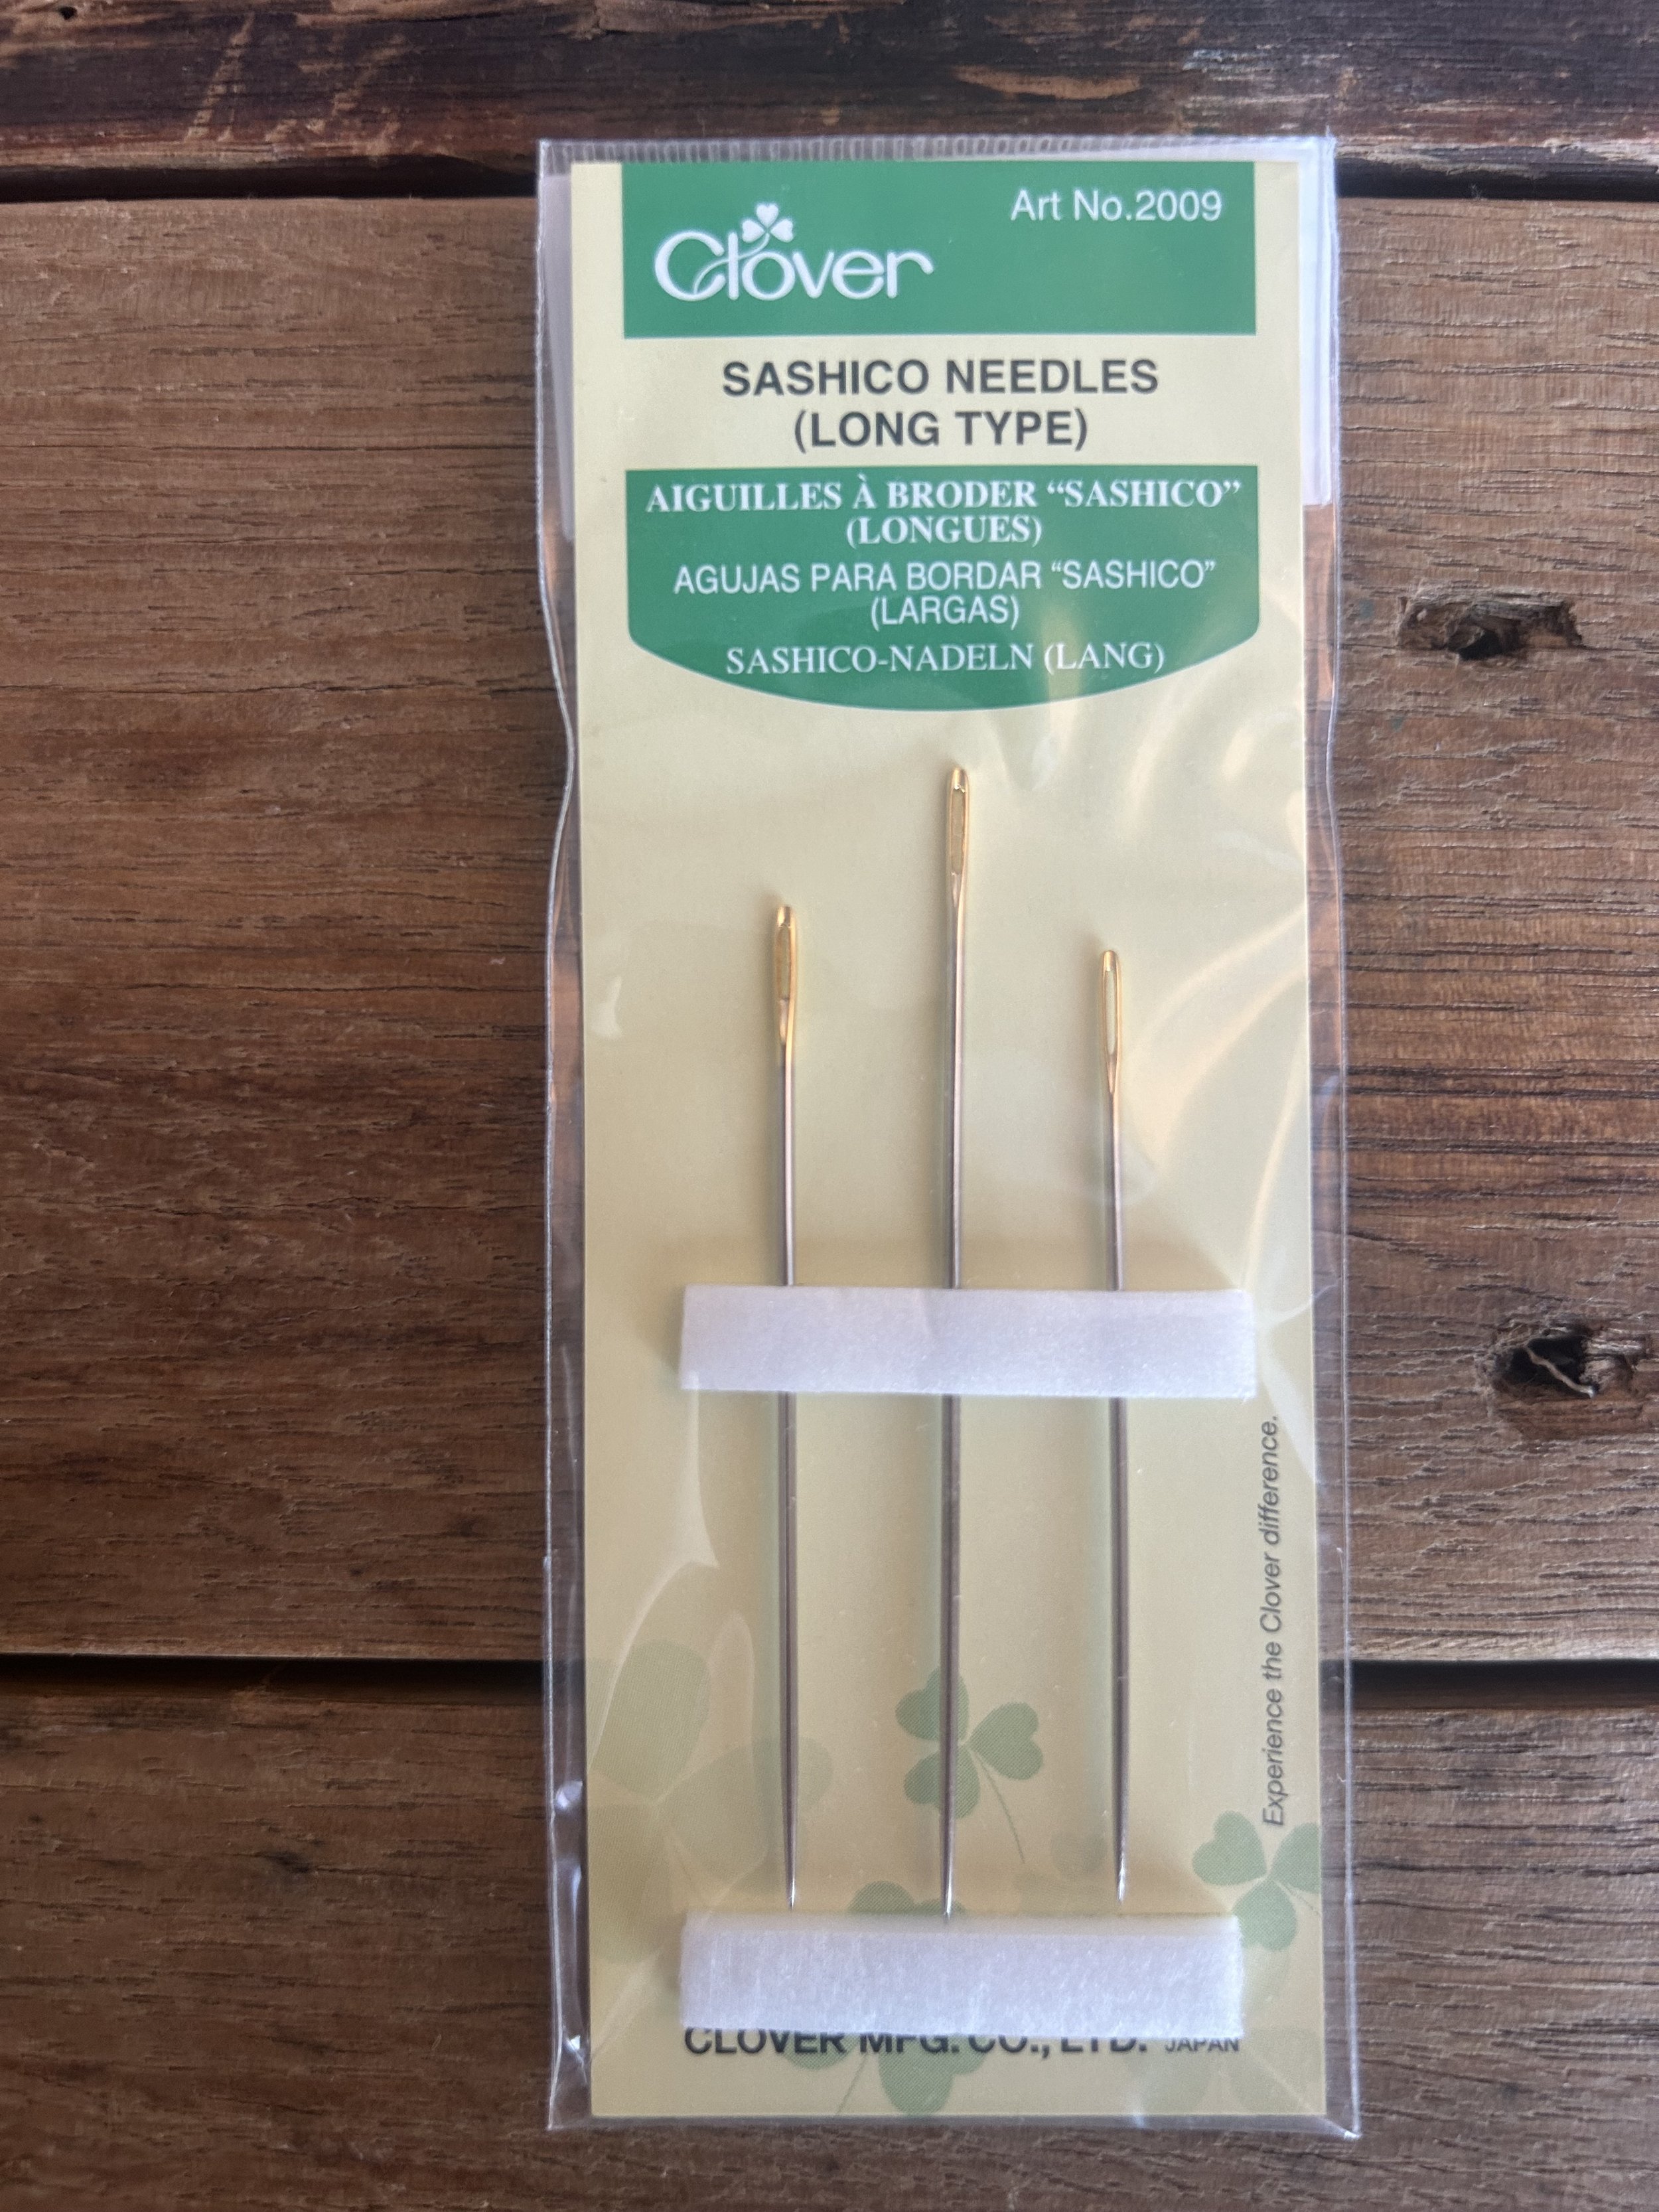 Clover
Art No.2009
SASHICO NEEDLES
(LONG TYPE)
AIGUILLES À BRODER “SASHICO”
(LONGUES)
AGUJAS PARA BORDAR “SASHICO”
(LARGAS)
SASHICO-NADELN (LANG)
Experience the Clover difference.
CLOVER MFG. CO., LTD. JAPAN